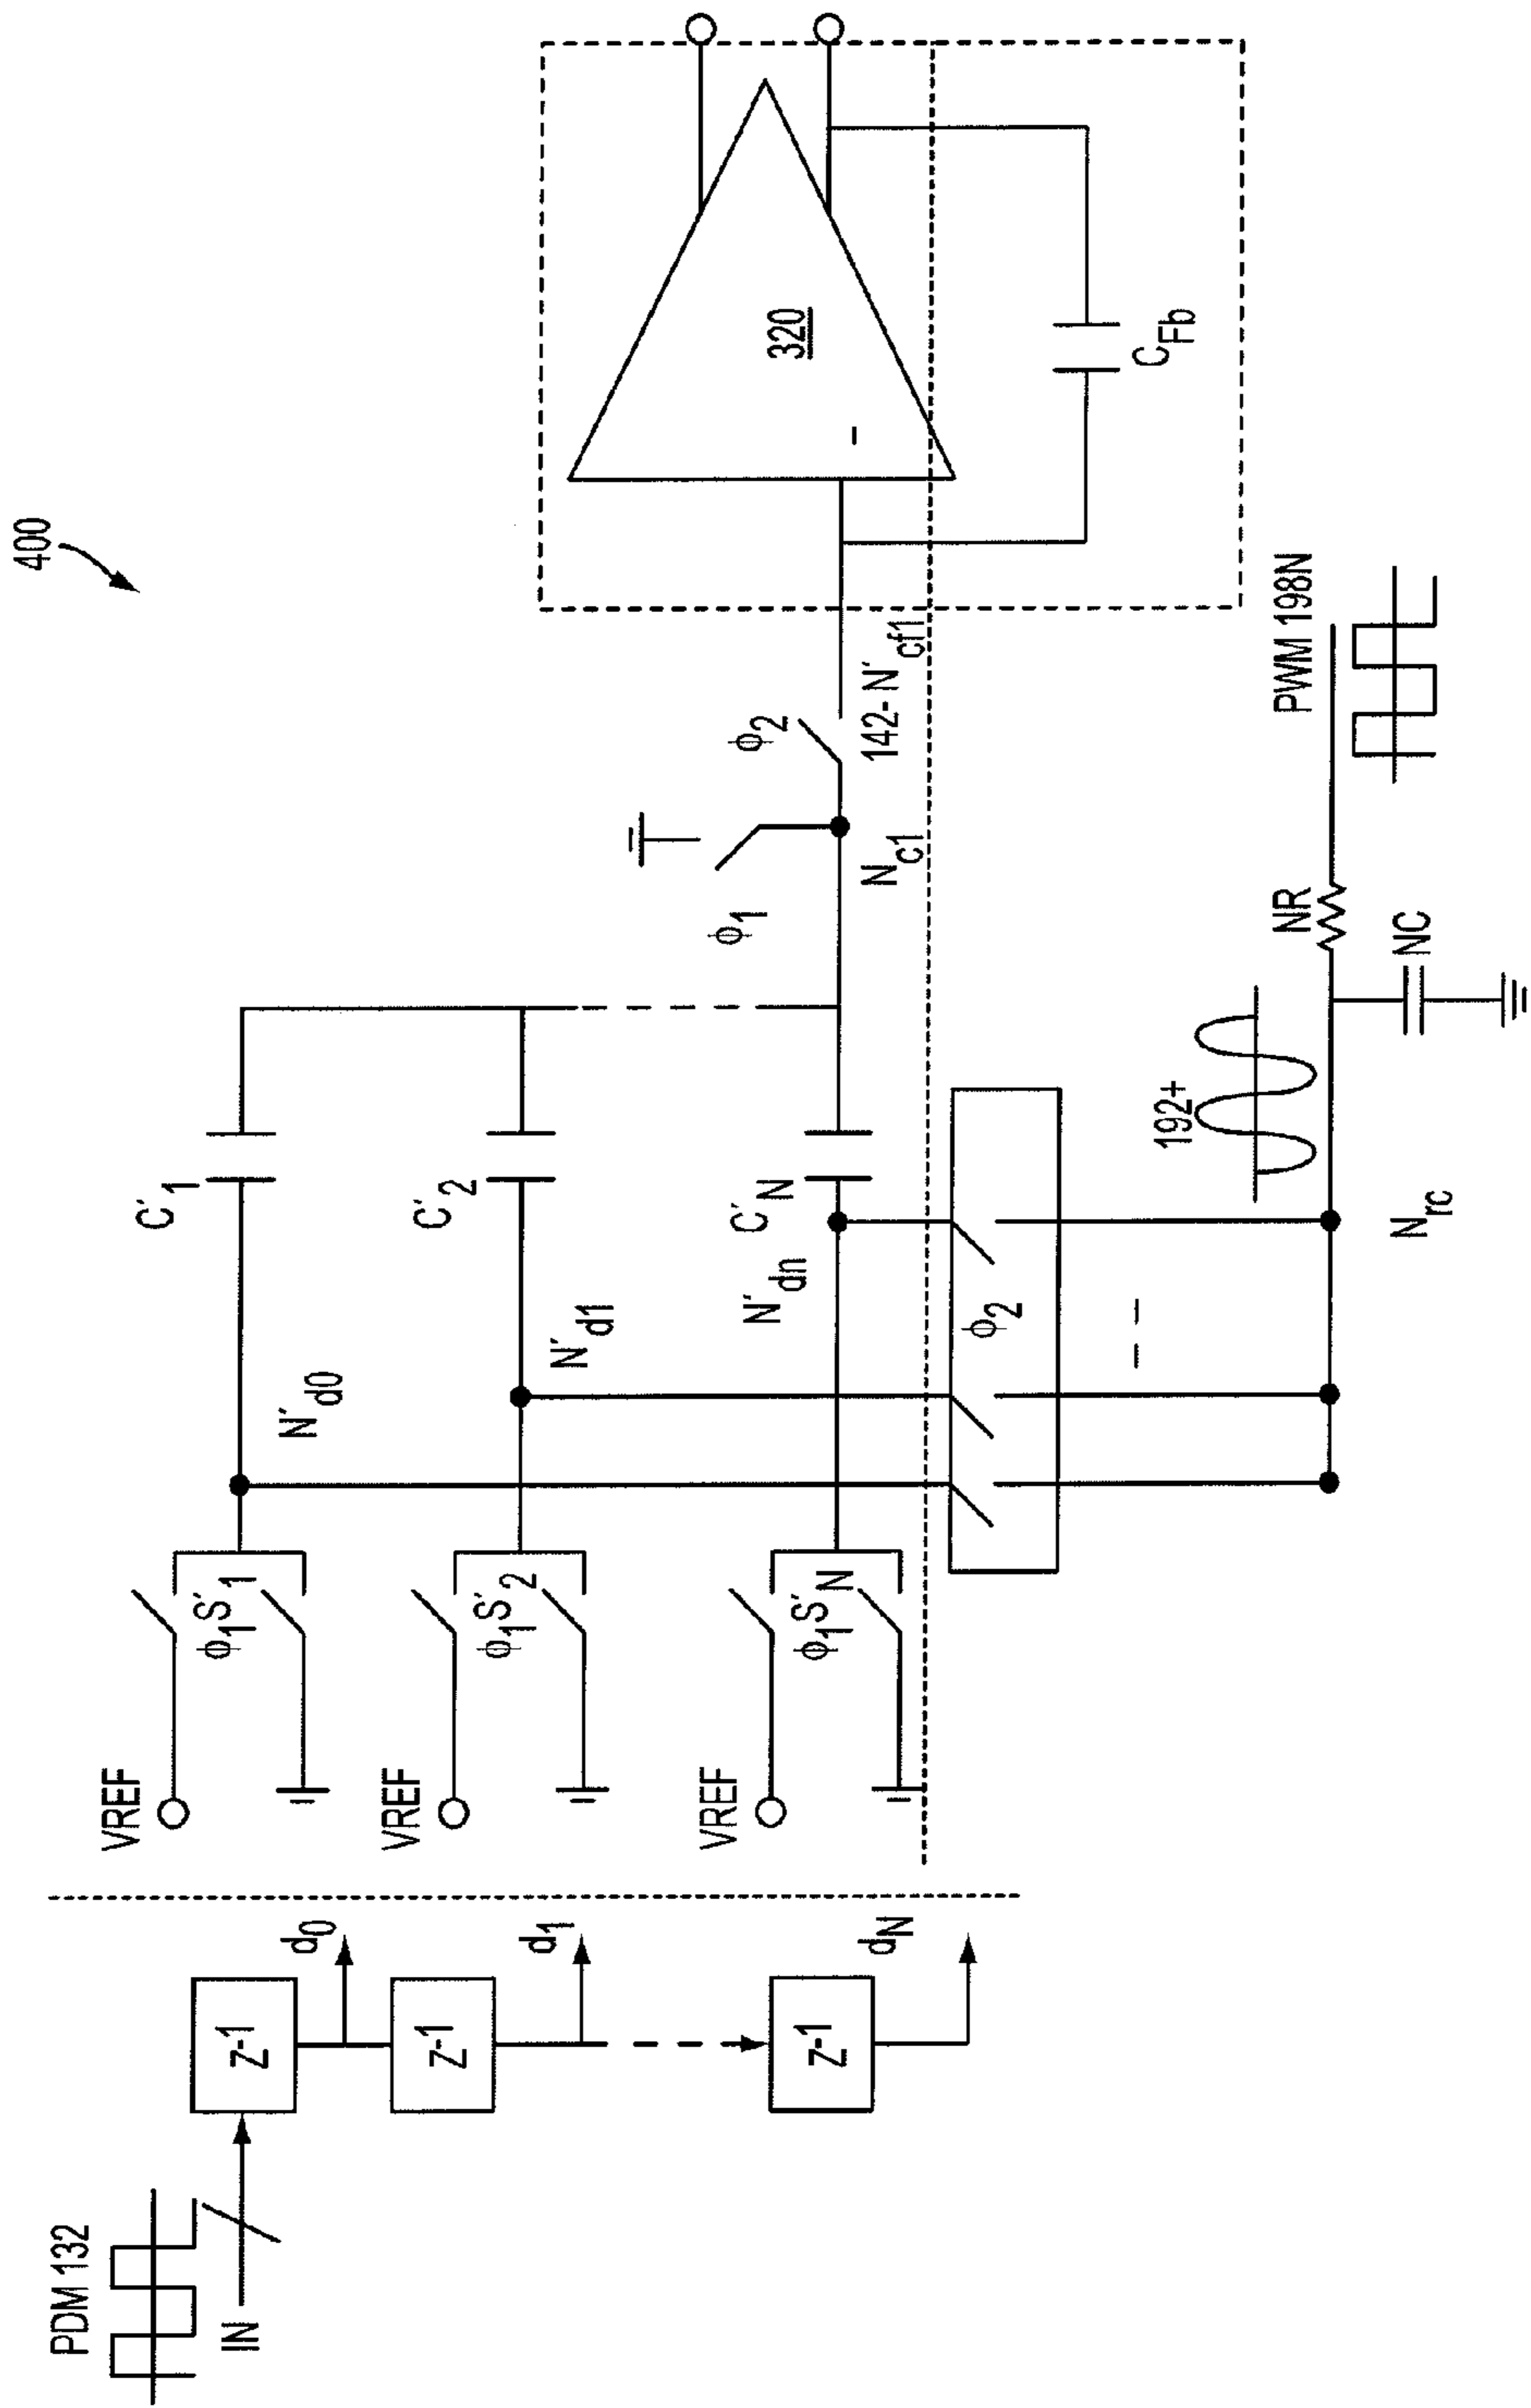 400
PDM 132
IN
Z-1
d0
Z-1
d1
Z-1
dN
VREF
ϕ1S'1
VREF
ϕ1S'2
VREF
ϕ1S'N
N'd0
N'd1
N'dn
C'1
C'2
C'N
ϕ1
Nc1
ϕ2
142-N'cf1
320
-
CFb
ϕ2
192+
Nrc
NR
NC
PWM 198N